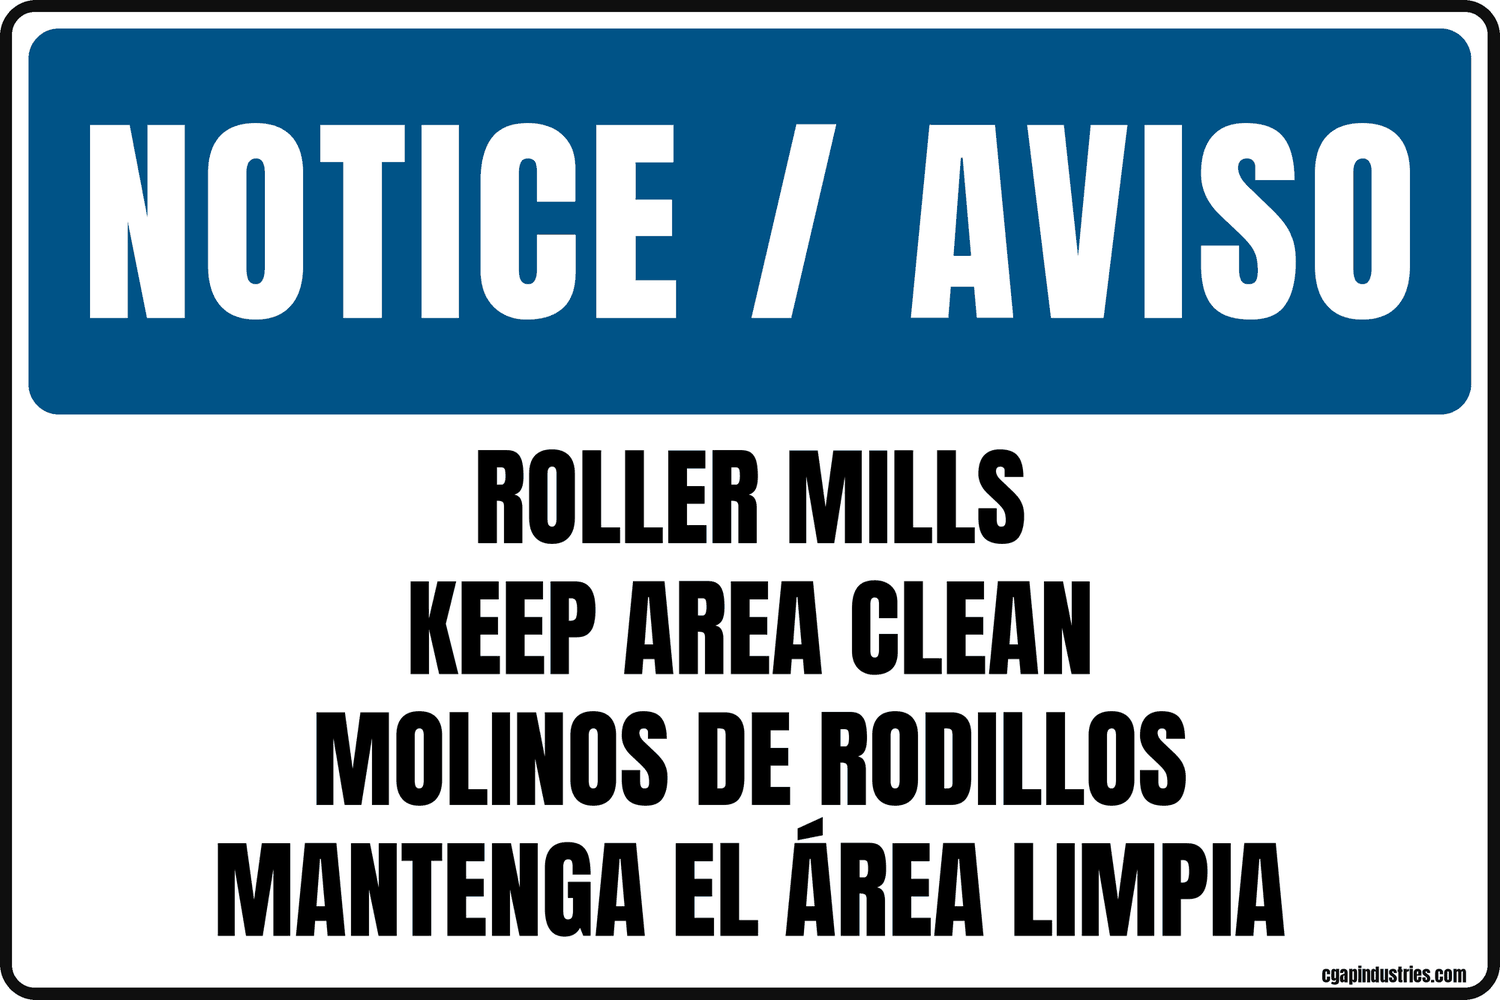 NOTICE / AVISO
ROLLER MILLS
KEEP AREA CLEAN
MOLINOS DE RODILLOS
MANTENGA EL ÁREA LIMPIA
cgapindustries.com